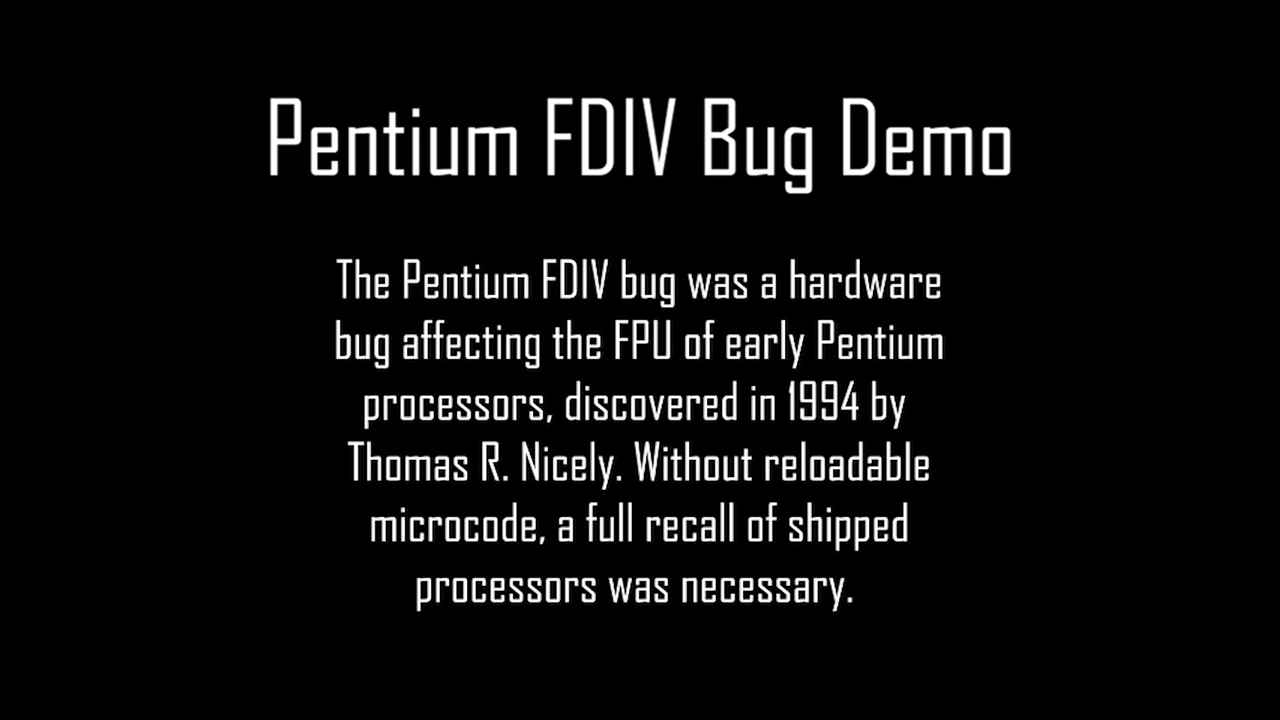 Pentium FDIV Bug Demo
The Pentium FDIV bug was a hardware
bug affecting the FPU of early Pentium
processors, discovered in 1994 by
Thomas R. Nicely. Without reloadable
microcode, a full recall of shipped
processors was necessary.